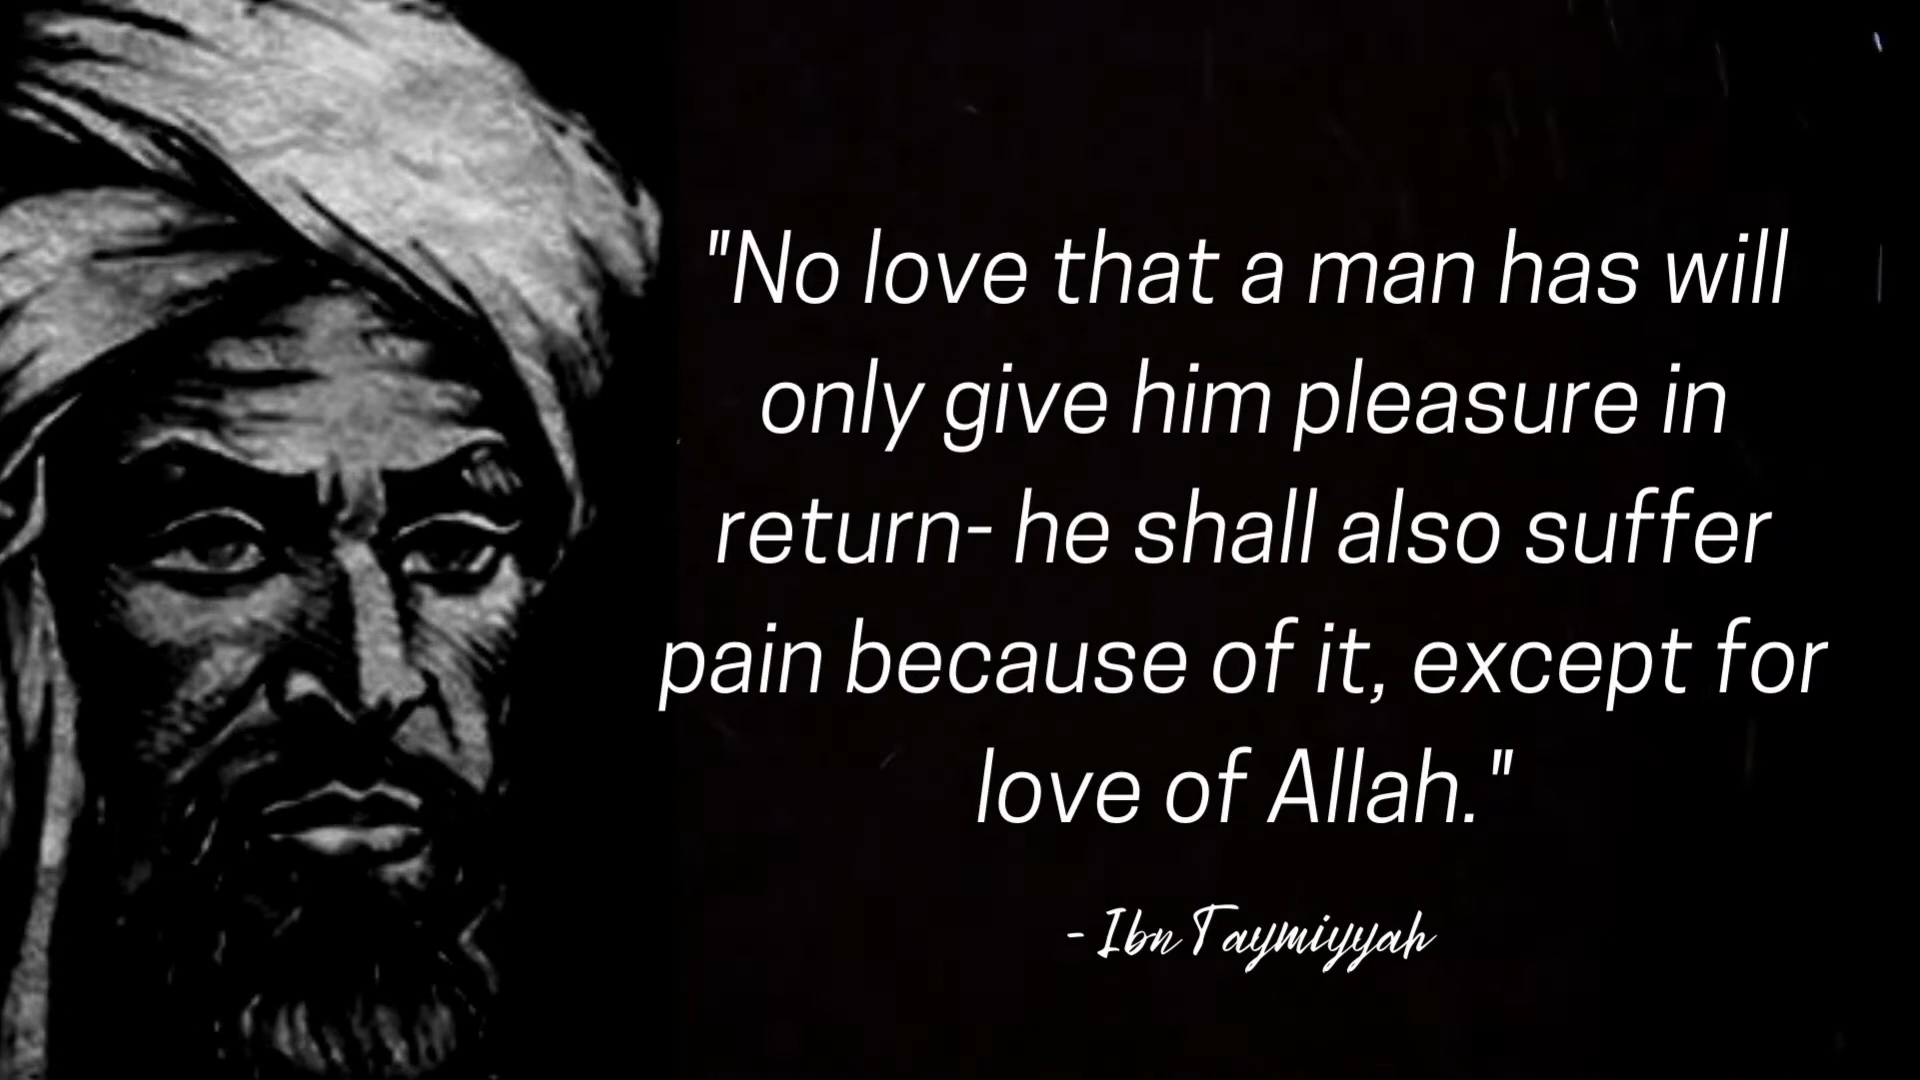 "No love that a man has will
only give him pleasure in
return- he shall also suffer
pain because of it, except for
love of Allah."
- Ibn Taymiyyah